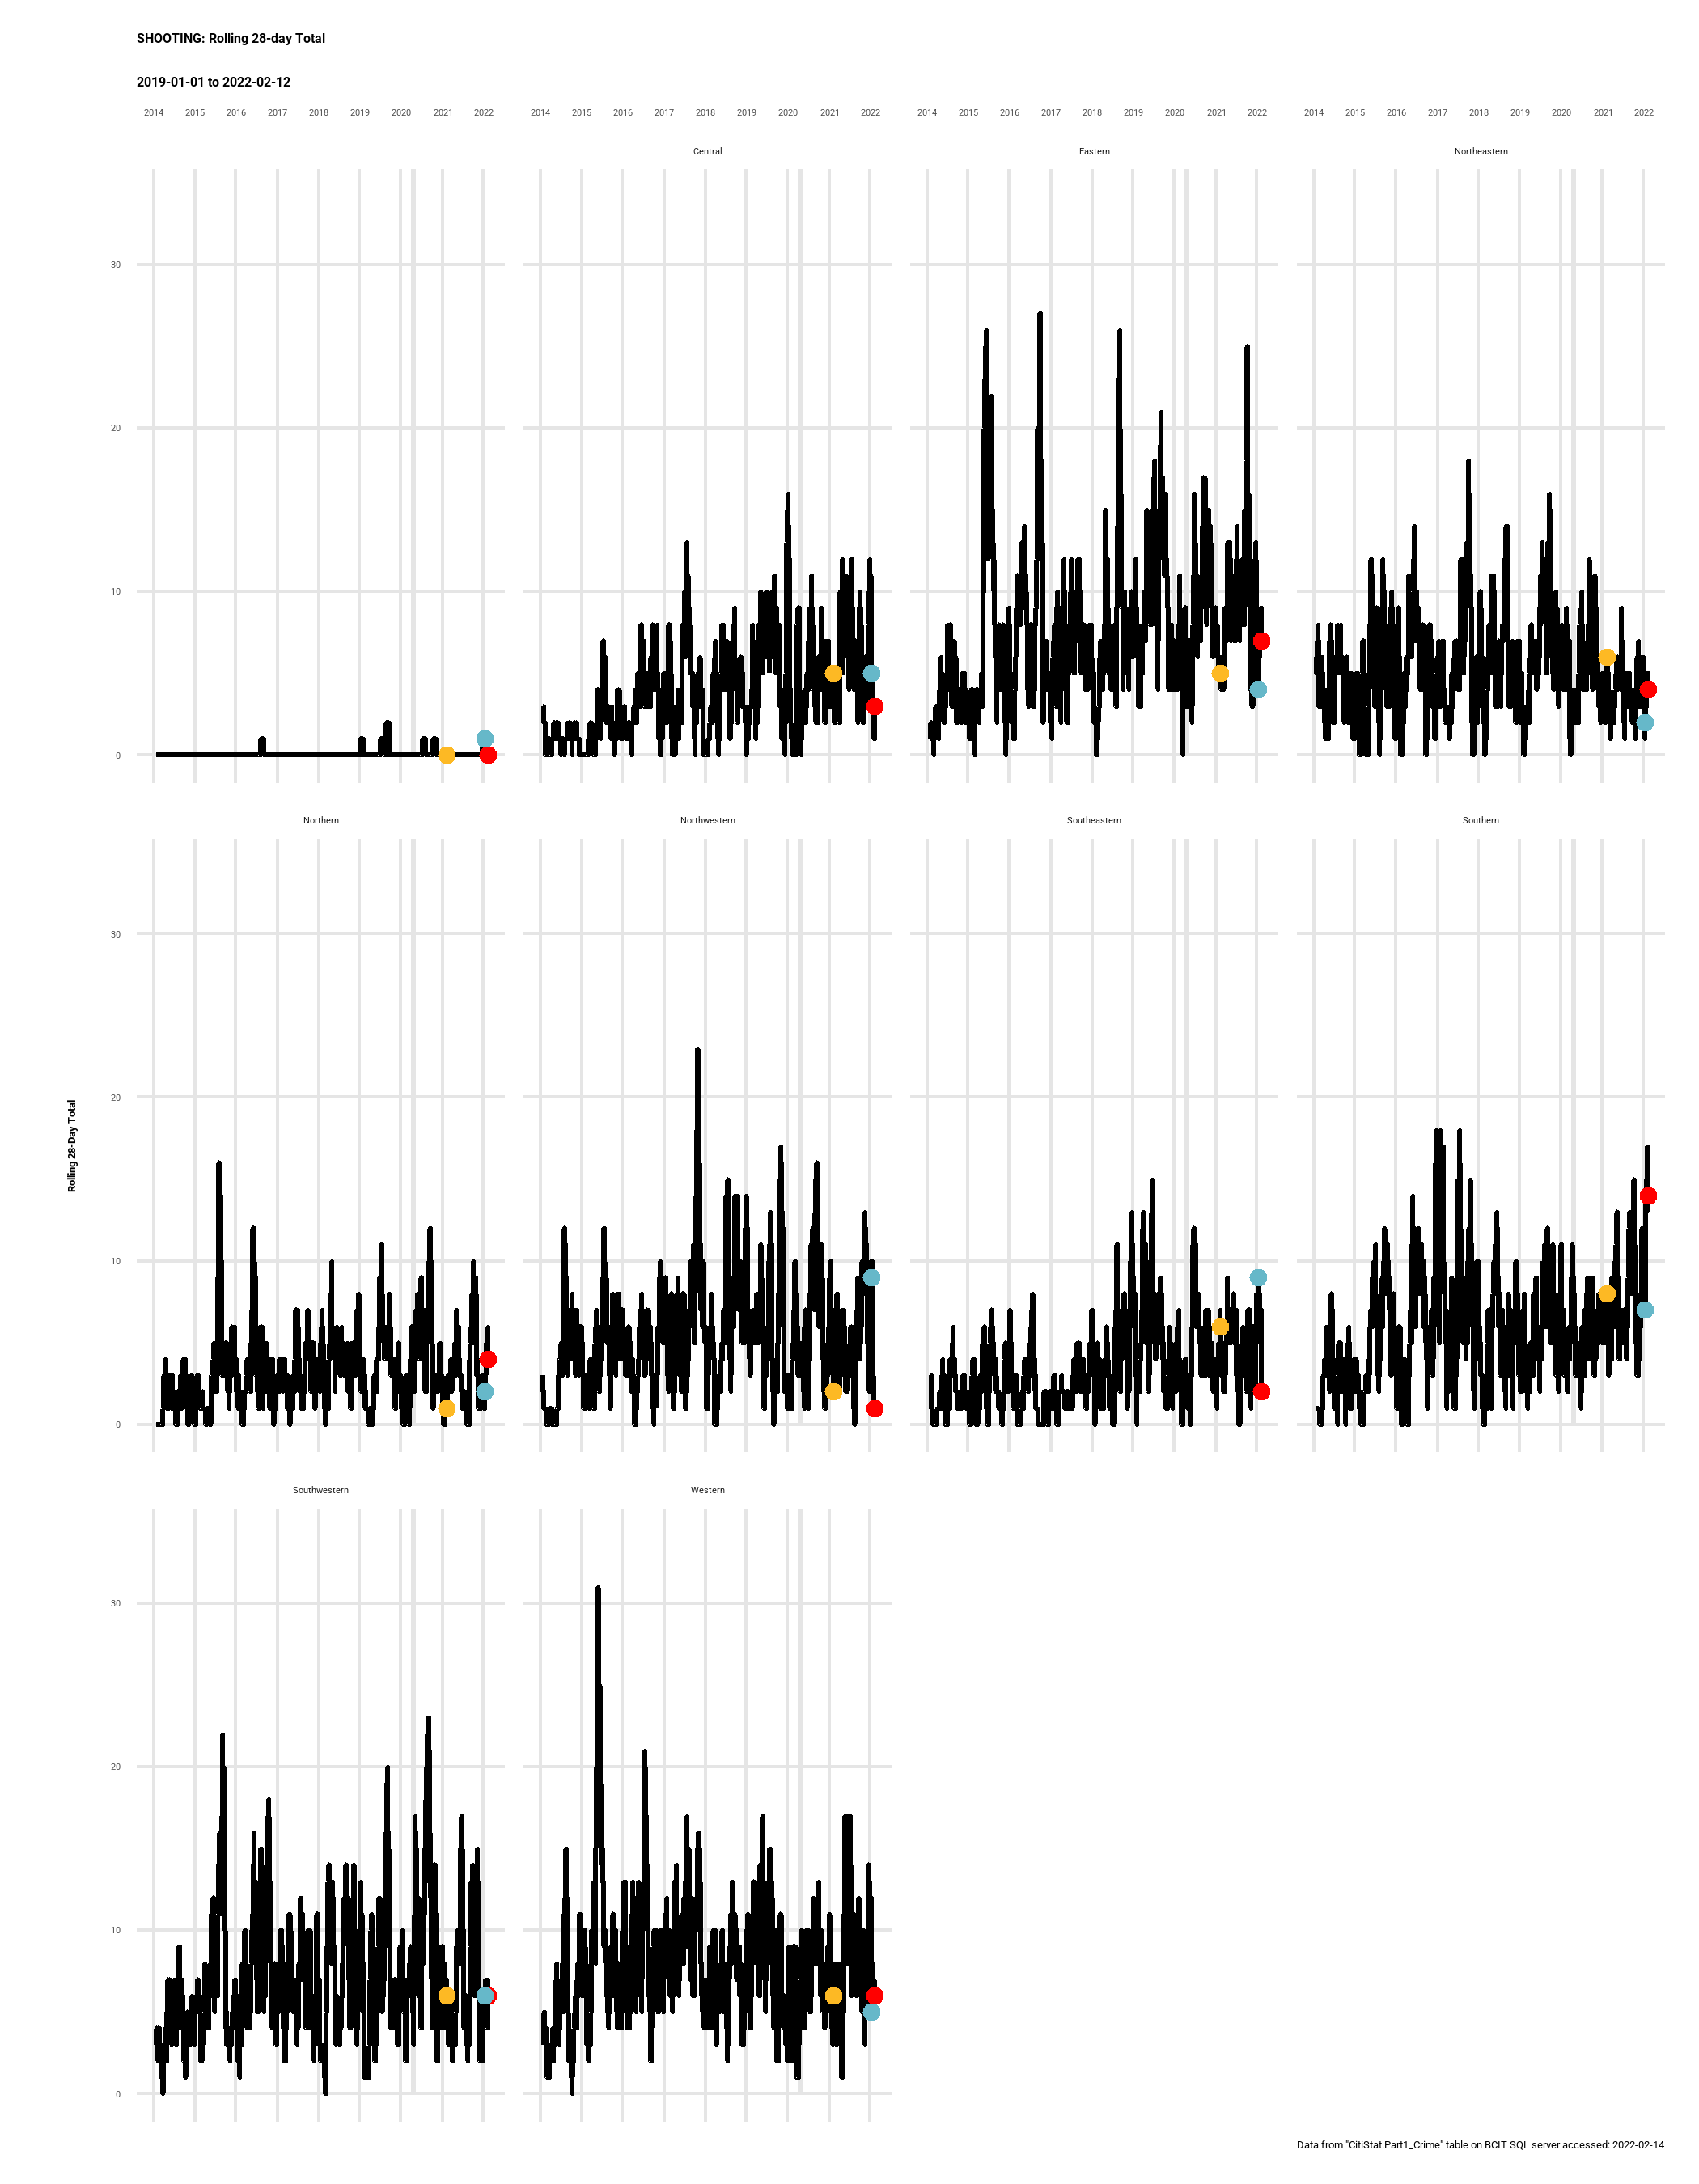 SHOOTING: Rolling 28-day Total
2019-01-01 to 2022-02-12
2014 2015 2016 2017 2018 2019 2020 2021 2022 2014 2015 2016 2017 2018 2019 2020 2021 2022 2014 2015 2016 2017 2018 2019 2020 2021 2022 2014 2015 2016 2017 2018 2019 2020 2021 2022
Central Eastern Northeastern
30
20
10
0
Northern Northwestern Southeastern Southern
30
20
Rolling 28-Day Total
10
0
Southwestern Western
30
20
10
0
Data from "CitiStat.Part1_Crime" table on BCIT SQL server accessed: 2022-02-14